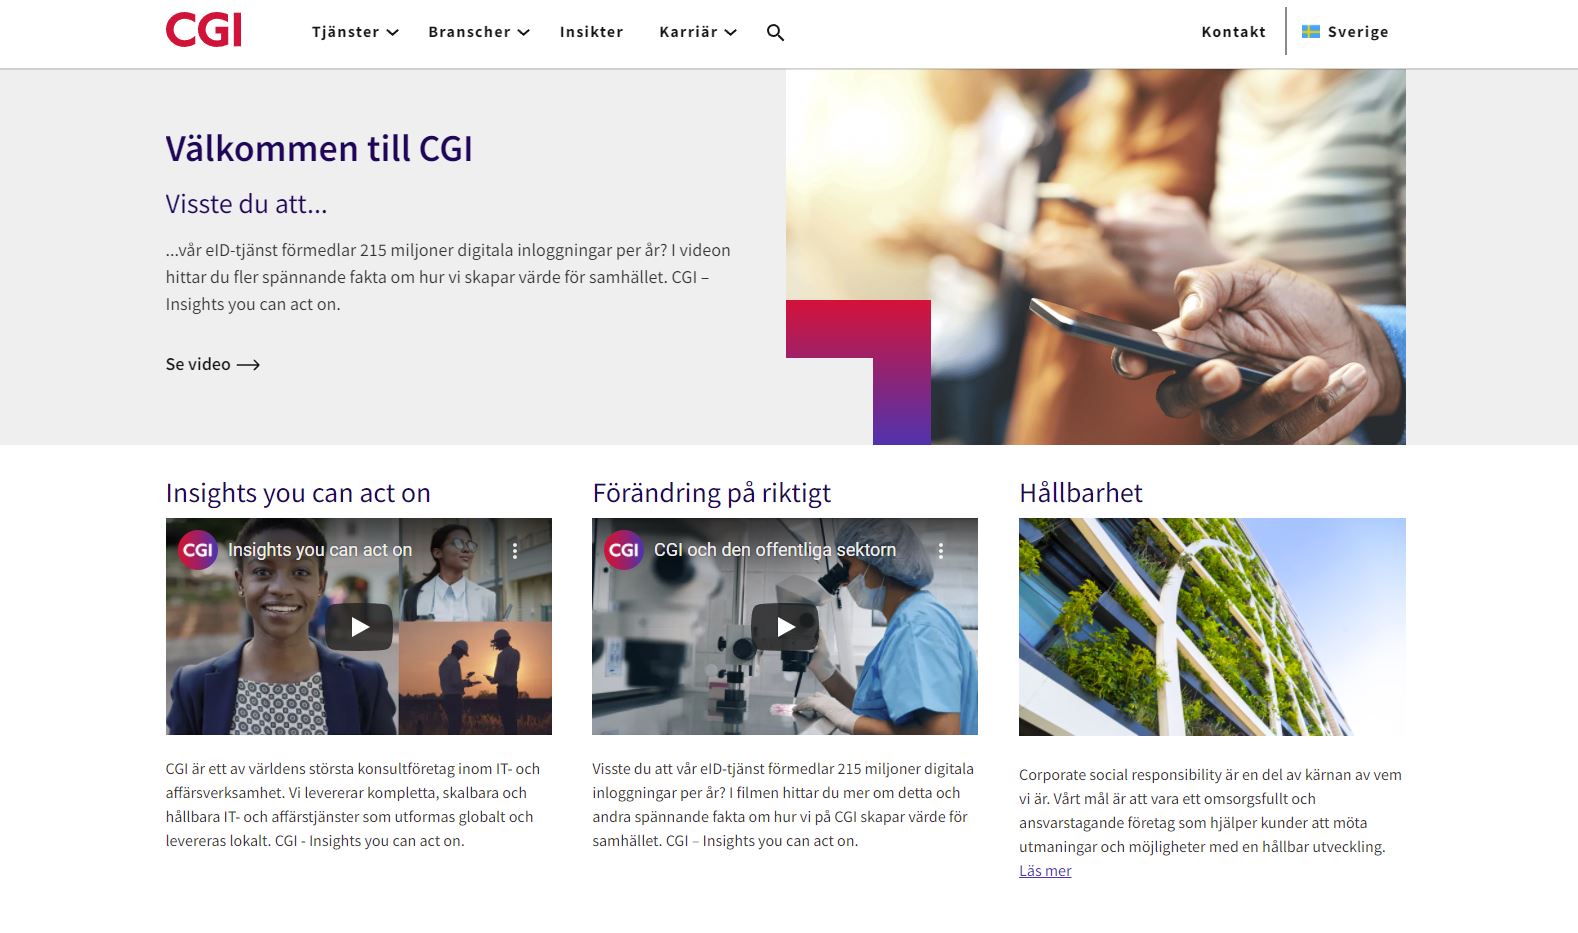 CGI
Tjänster
Branscher
Insikter
Karriär
Kontakt
Sverige
Välkommen till CGI
Visste du att...
...vår eID-tjänst förmedlar 215 miljoner digitala inloggningar per år? I videon
hittar du fler spännande fakta om hur vi skapar värde för samhället. CGI –
Insights you can act on.
Se video
Insights you can act on
CGI
Insights you can act on
CGI är ett av världens största konsultföretag inom IT- och
affärsverksamhet. Vi levererar kompletta, skalbara och
hållbara IT- och affärstjänster som utformas globalt och
levereras lokalt. CGI - Insights you can act on.
Förändring på riktigt
CGI
CGI och den offentliga sektorn
Visste du att vår eID-tjänst förmedlar 215 miljoner digitala
inloggningar per år? I filmen hittar du mer om detta och
andra spännande fakta om hur vi på CGI skapar värde för
samhället. CGI – Insights you can act on.
Hållbarhet
Corporate social responsibility är en del av kärnan av vem
vi är. Vårt mål är att vara ett omsorgsfullt och
ansvarstagande företag som hjälper kunder att möta
utmaningar och möjligheter med en hållbar utveckling.
Läs mer